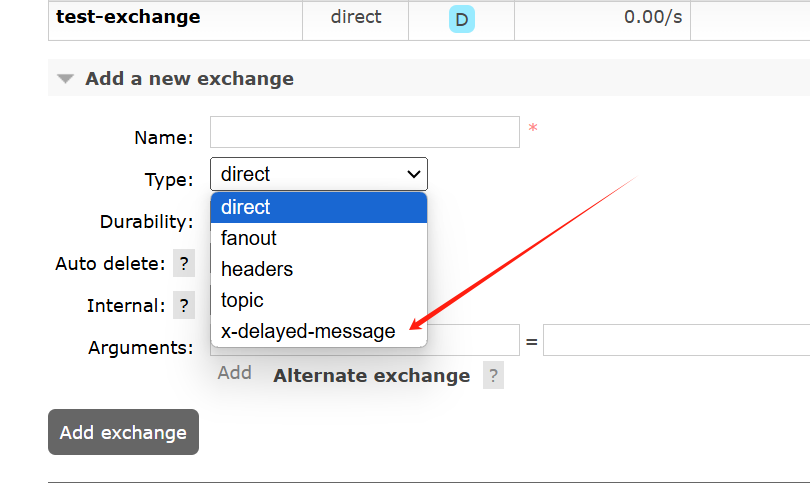 test-exchange direct D 0.00/s
Add a new exchange
Name: *
Type: direct
direct
Durability:
fanout
Auto delete: ?
headers
Internal: ?
topic
x-delayed-message
Arguments: =
Add Alternate exchange ?
Add exchange